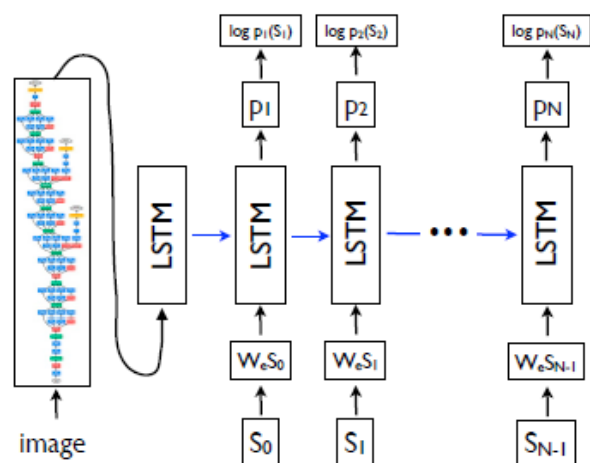 log p₁(S₁) log p₂(S₂) log pN(SN)
p₁ p₂ pN
LSTM LSTM LSTM ••• LSTM
WeS₀ WeS₁ WeSN-1
image S₀ S₁ SN-1